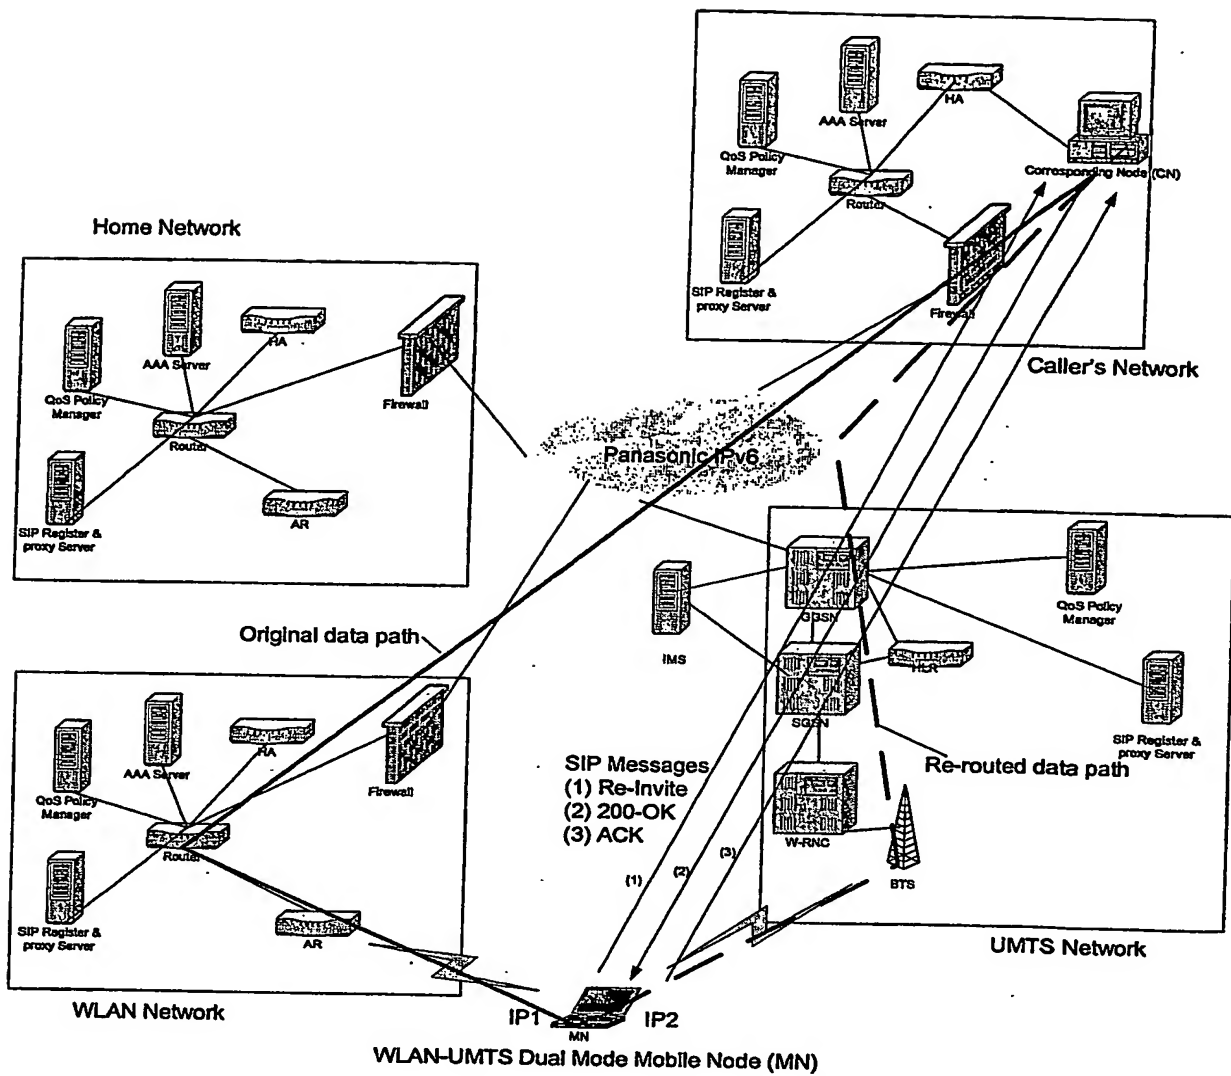 HA
AAA Server
QoS Policy
Manager
Corresponding Node (CN)
Router
SIP Register &
proxy Server
Firewall
Caller's Network
Home Network
HA
AAA Server
QoS Policy
Manager
Firewall
Router
SIP Register &
proxy Server
AR
Panasonic IPv6
Original data path
GGSN
IMS
QoS Policy
Manager
HLR
SGSN
SIP Register &
proxy Server
Re-routed data path
W-RNC
BTS
UMTS Network
SIP Messages
(1) Re-Invite
(2) 200-OK
(3) ACK
(1)
(2)
(3)
HA
AAA Server
QoS Policy
Manager
Firewall
Router
SIP Register &
proxy Server
AR
WLAN Network
IP1
IP2
MN
WLAN-UMTS Dual Mode Mobile Node (MN)